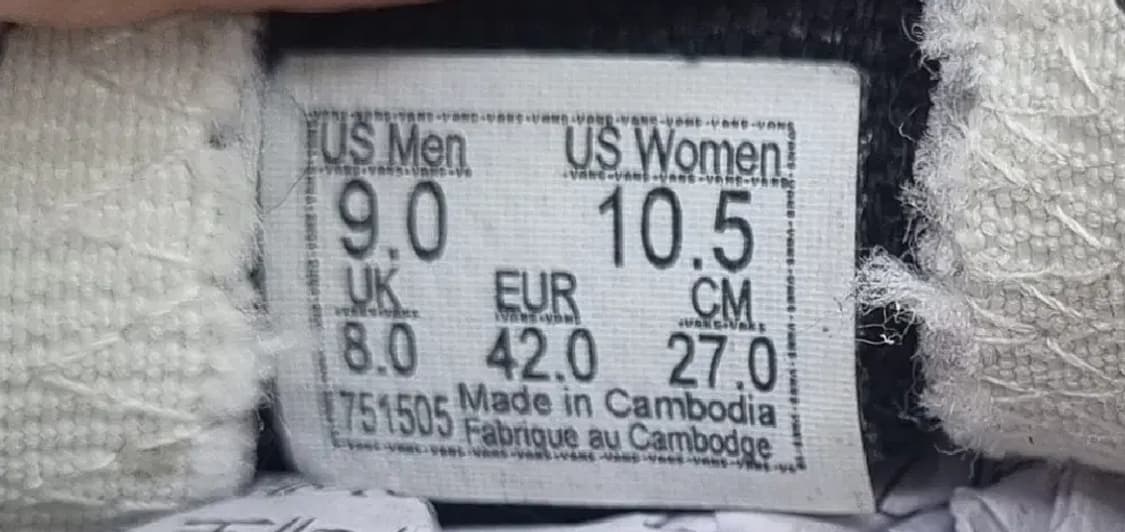 US Men US Women
9.0 10.5
UK EUR CM
8.0 42.0 27.0
751505 Made in Cambodia
Fabrique au Cambodge